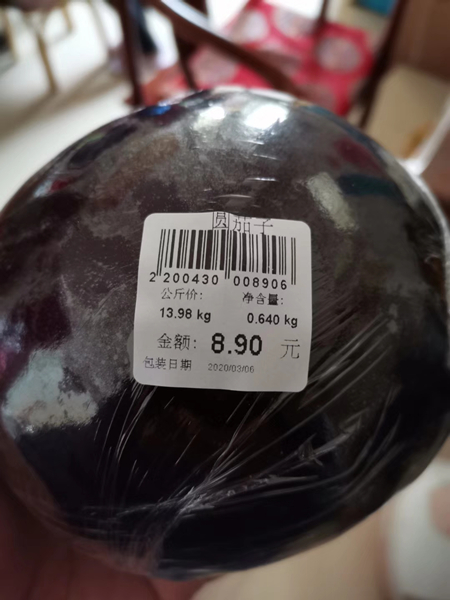 圆茄子
2 200430 008906
公斤价: 净含量:
13.98 kg 0.640 kg
金额: 8.90 元
包装日期 2020/03/06